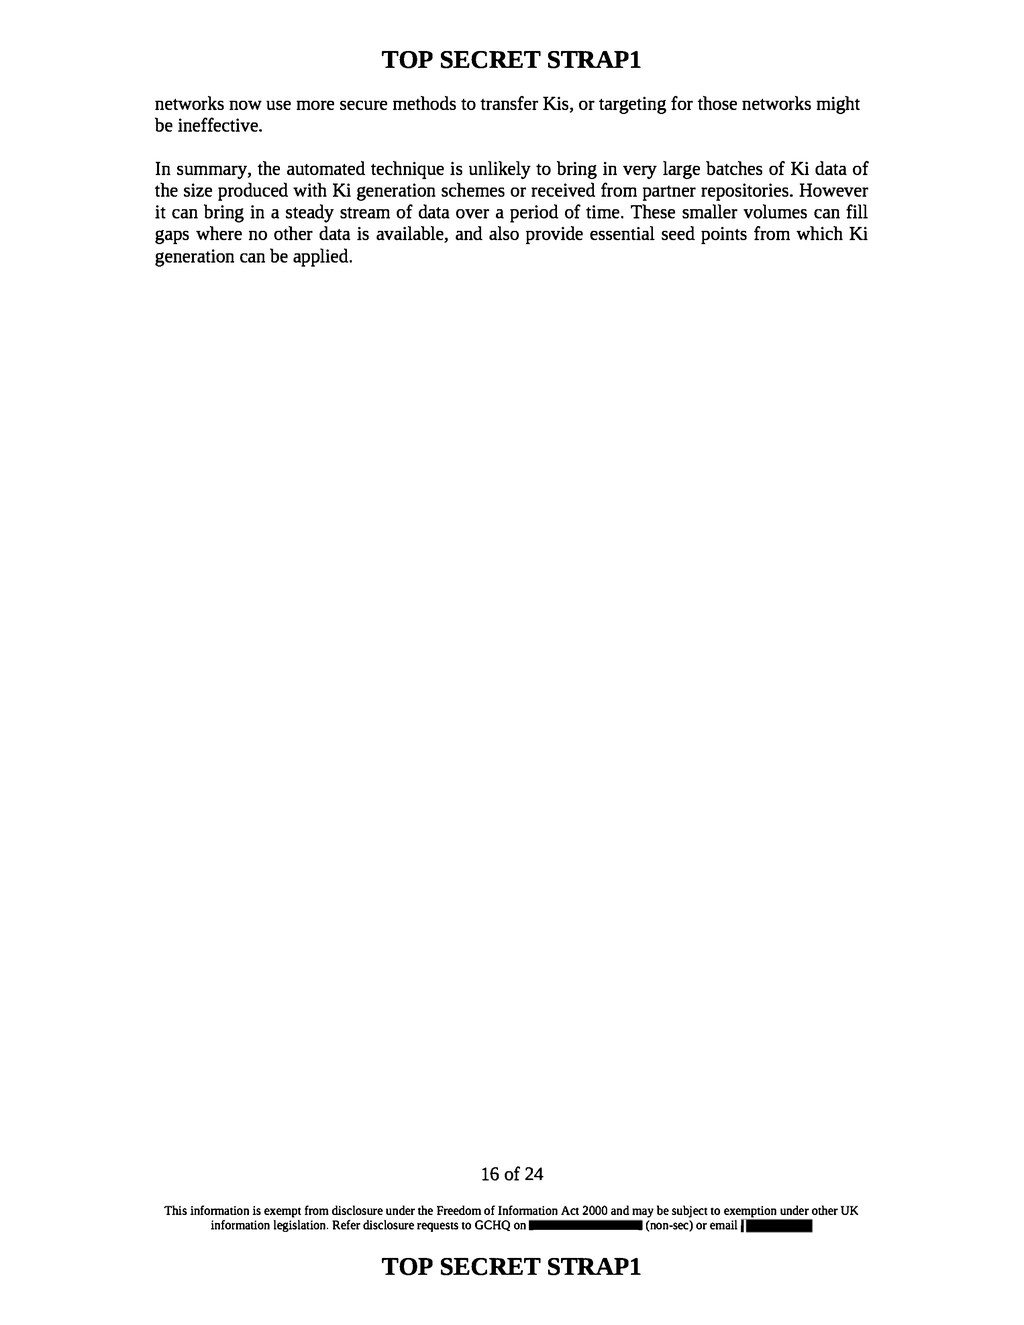 TOP SECRET STRAP1
networks now use more secure methods to transfer Kis, or targeting for those networks might
be ineffective.
In summary, the automated technique is unlikely to bring in very large batches of Ki data of
the size produced with Ki generation schemes or received from partner repositories. However
it can bring in a steady stream of data over a period of time. These smaller volumes can fill
gaps where no other data is available, and also provide essential seed points from which Ki
generation can be applied.
16 of 24
This information is exempt from disclosure under the Freedom of Information Act 2000 and may be subject to exemption under other UK
information legislation. Refer disclosure requests to GCHQ on (non-sec) or email
TOP SECRET STRAP1